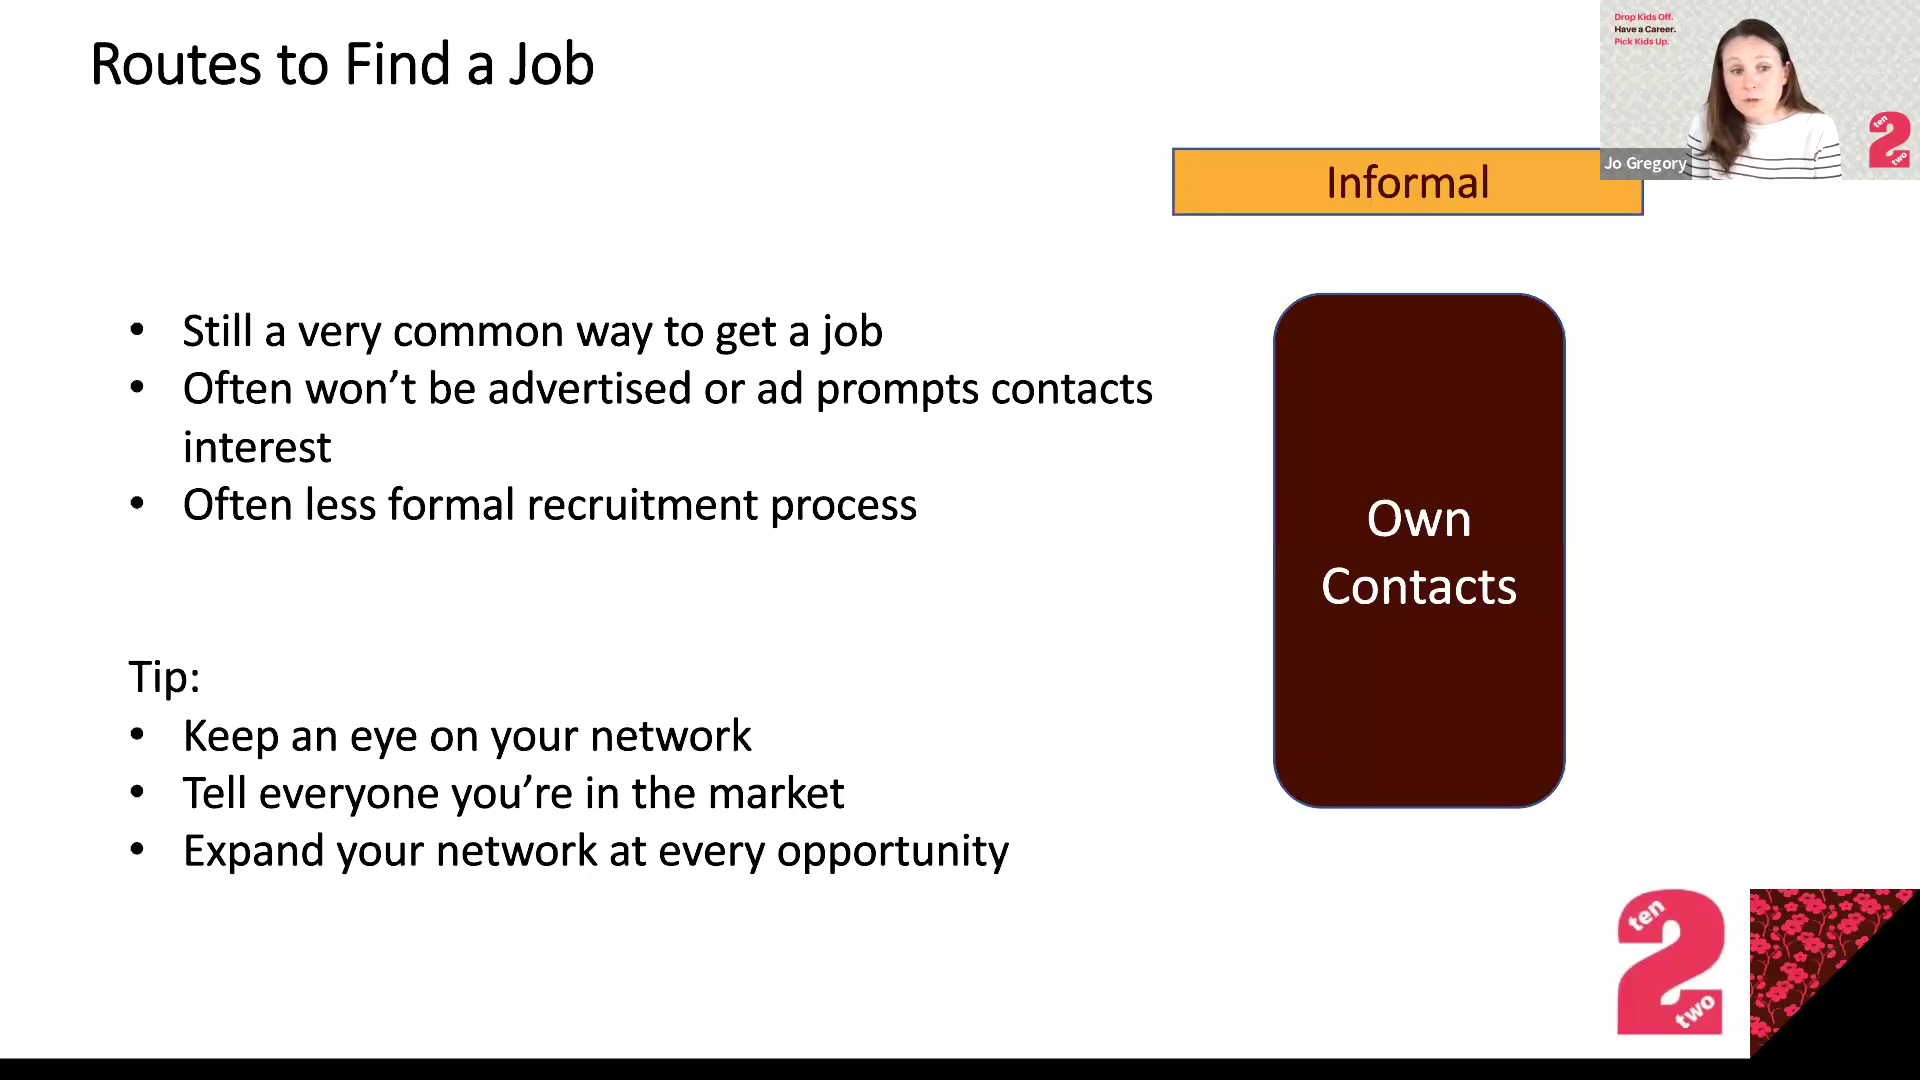 Routes to Find a Job
Drop Kids Off.
Have a Career.
Pick Kids Up.
ten
2
two
Jo Gregory
Informal
• Still a very common way to get a job
• Often won’t be advertised or ad prompts contacts
interest
• Often less formal recruitment process
Own
Contacts
Tip:
• Keep an eye on your network
• Tell everyone you’re in the market
• Expand your network at every opportunity
ten
2
two